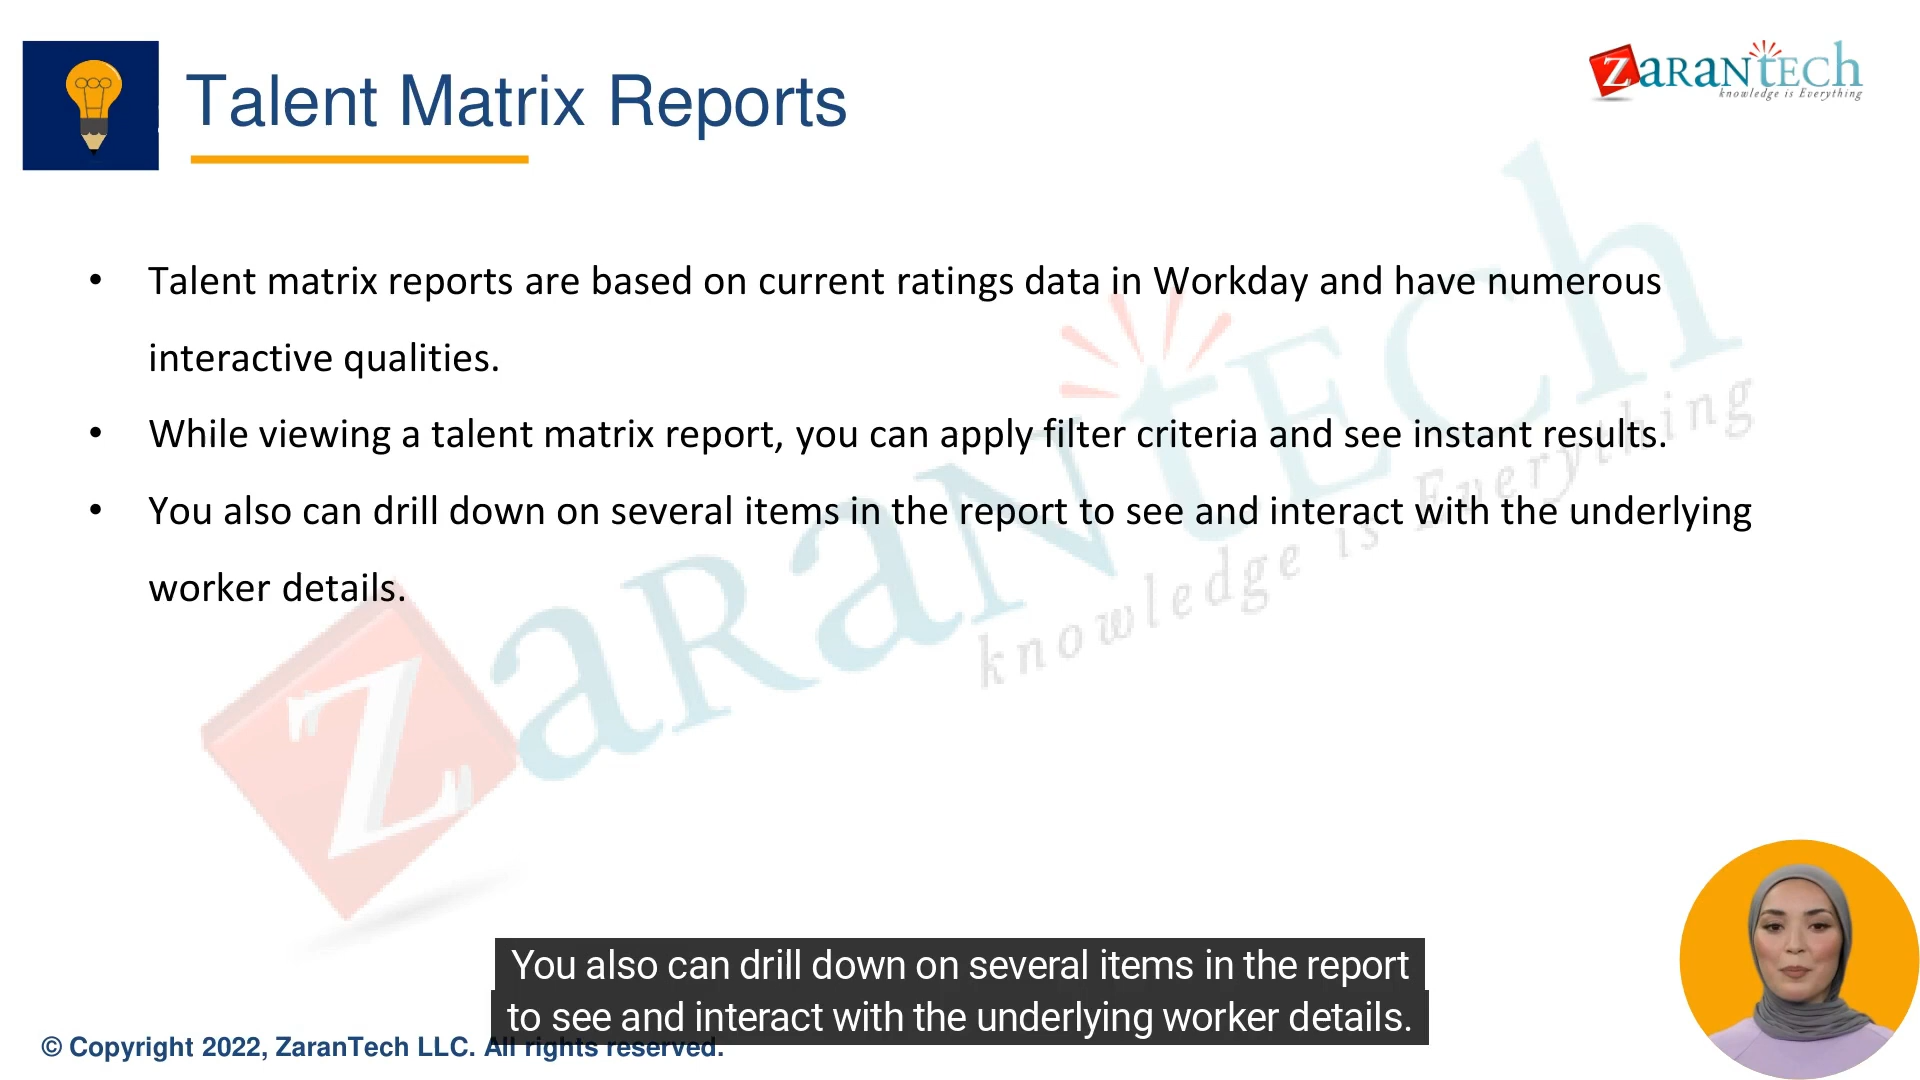 Talent Matrix Reports
ZARANTECH
knowledge is Everything
• Talent matrix reports are based on current ratings data in Workday and have numerous
interactive qualities.
• While viewing a talent matrix report, you can apply filter criteria and see instant results.
• You also can drill down on several items in the report to see and interact with the underlying
worker details.
zaRaNtECh
knowledge is Everything
You also can drill down on several items in the report
to see and interact with the underlying worker details.
© Copyright 2022, ZaranTech LLC. All rights reserved.